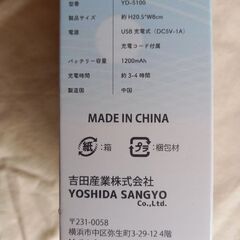 型番 YD-5100
製品サイズ 約 H20.5*W8cm
電源 USB 充電式 (DC5V-1A)
充電コード付属
バッテリー容量 1200mAh
充電時間 約 3-4 時間
製造国 中国
MADE IN CHINA
紙 : 箱
プラ : 梱包材
吉田産業株式会社
YOSHIDA SANGYO
Co.,Ltd.
〒231-0058
横浜市中区弥生町3-29-12 4階